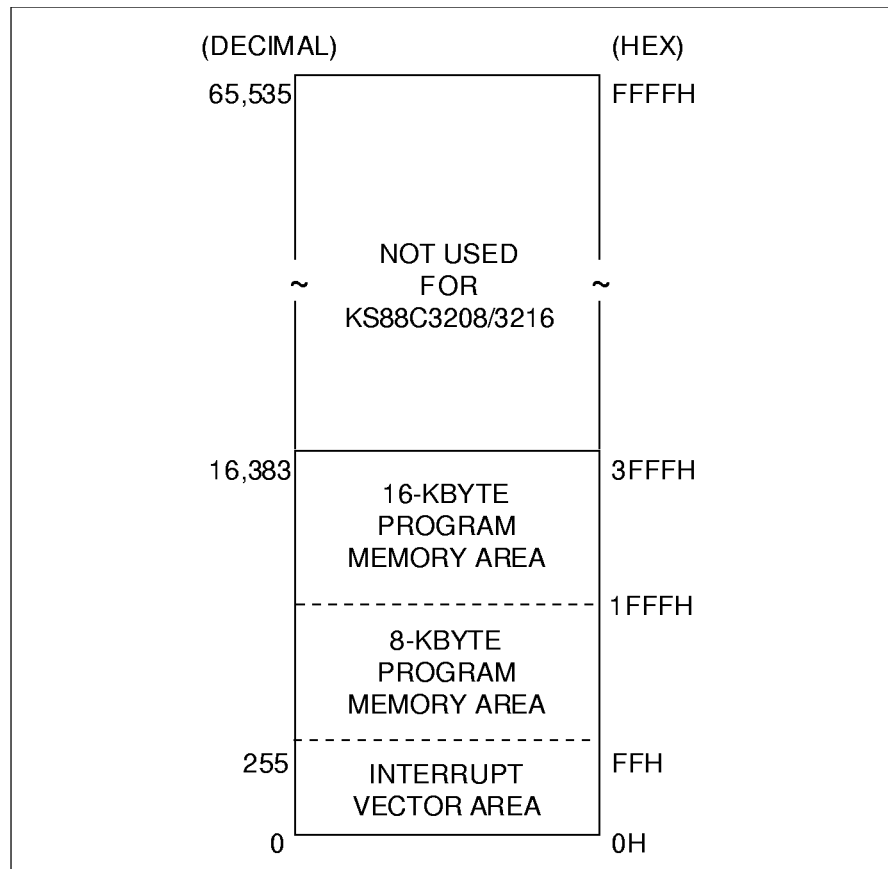 (DECIMAL) (HEX)
65,535 FFFFH
NOT USED
~ FOR ~
KS88C3208/3216
16,383 3FFFH
16-KBYTE
PROGRAM
MEMORY AREA
1FFFH
8-KBYTE
PROGRAM
MEMORY AREA
255 FFH
INTERRUPT
VECTOR AREA
0 0H